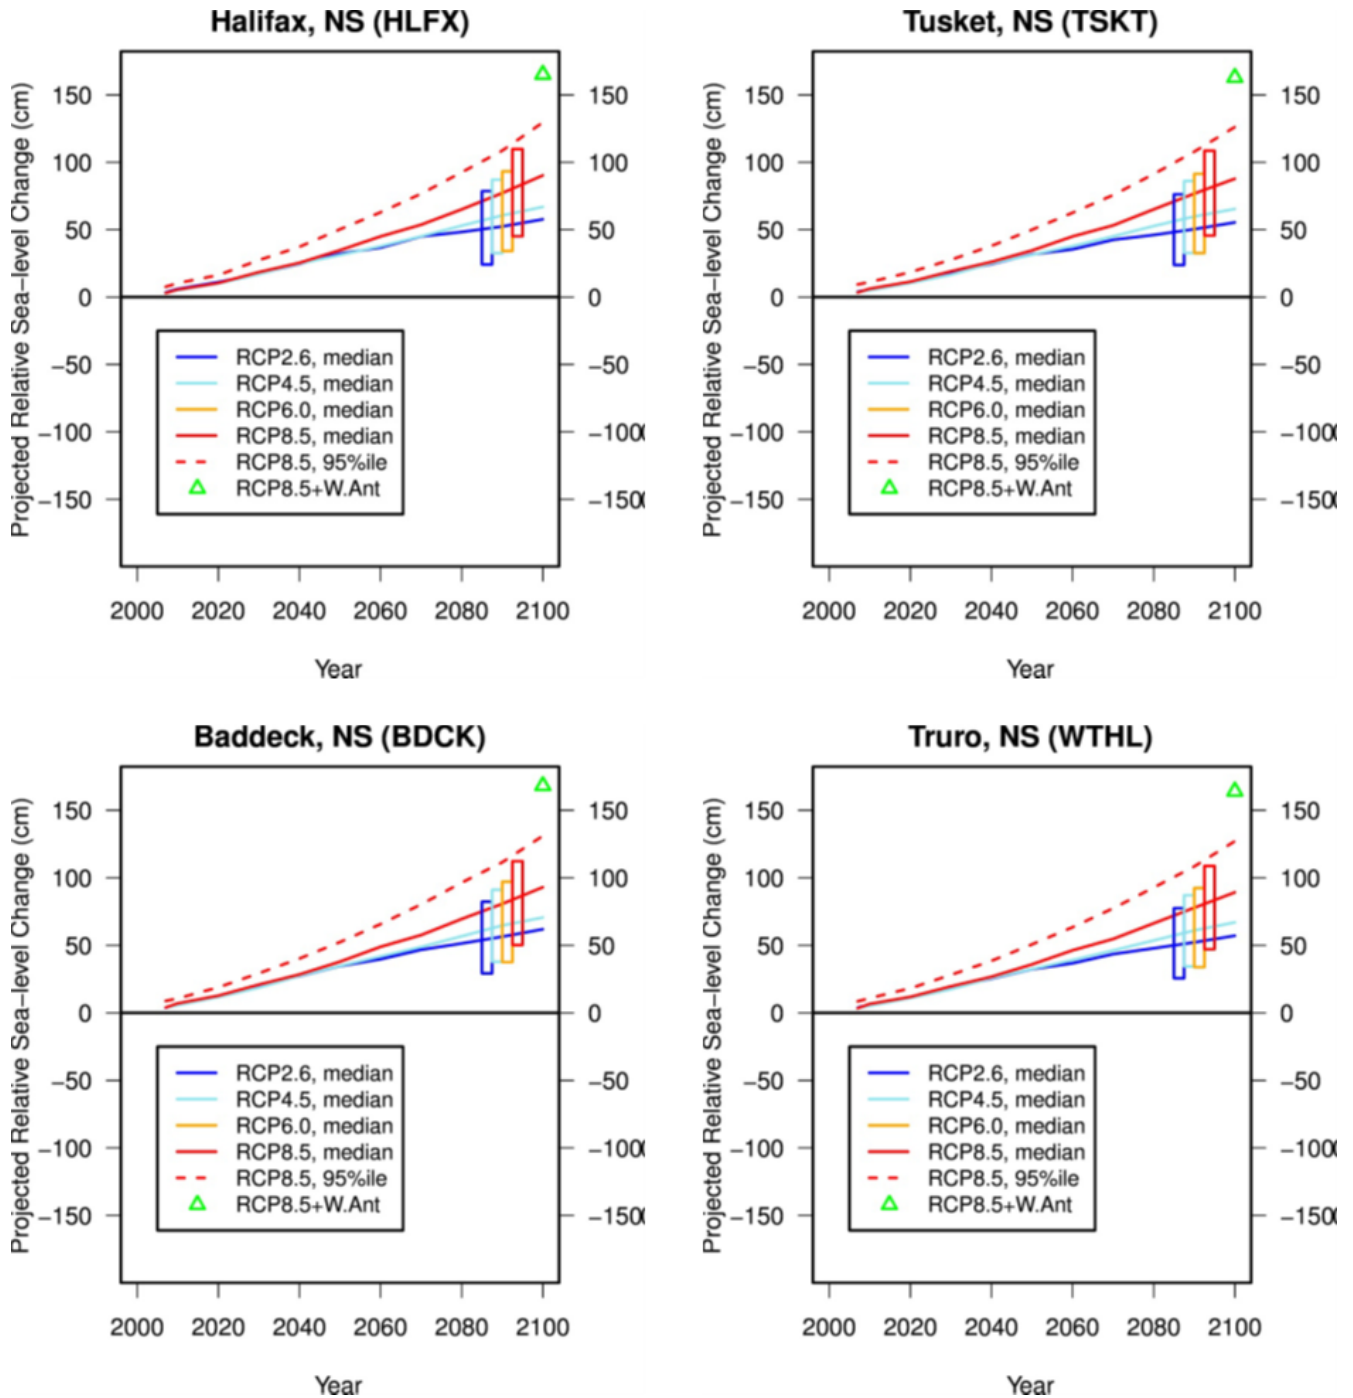 Halifax, NS (HLFX)
Projected Relative Sea−level Change (cm)
150
100
50
0
−50
−100
−150
150
100
50
0
−50
−100
−150
RCP2.6, median
RCP4.5, median
RCP6.0, median
RCP8.5, median
RCP8.5, 95%ile
RCP8.5+W.Ant
2000 2020 2040 2060 2080 2100
Year
Tusket, NS (TSKT)
Projected Relative Sea−level Change (cm)
150
100
50
0
−50
−100
−150
150
100
50
0
−50
−100
−150
RCP2.6, median
RCP4.5, median
RCP6.0, median
RCP8.5, median
RCP8.5, 95%ile
RCP8.5+W.Ant
2000 2020 2040 2060 2080 2100
Year
Baddeck, NS (BDCK)
Projected Relative Sea−level Change (cm)
150
100
50
0
−50
−100
−150
150
100
50
0
−50
−100
−150
RCP2.6, median
RCP4.5, median
RCP6.0, median
RCP8.5, median
RCP8.5, 95%ile
RCP8.5+W.Ant
2000 2020 2040 2060 2080 2100
Year
Truro, NS (WTHL)
Projected Relative Sea−level Change (cm)
150
100
50
0
−50
−100
−150
150
100
50
0
−50
−100
−150
RCP2.6, median
RCP4.5, median
RCP6.0, median
RCP8.5, median
RCP8.5, 95%ile
RCP8.5+W.Ant
2000 2020 2040 2060 2080 2100
Year